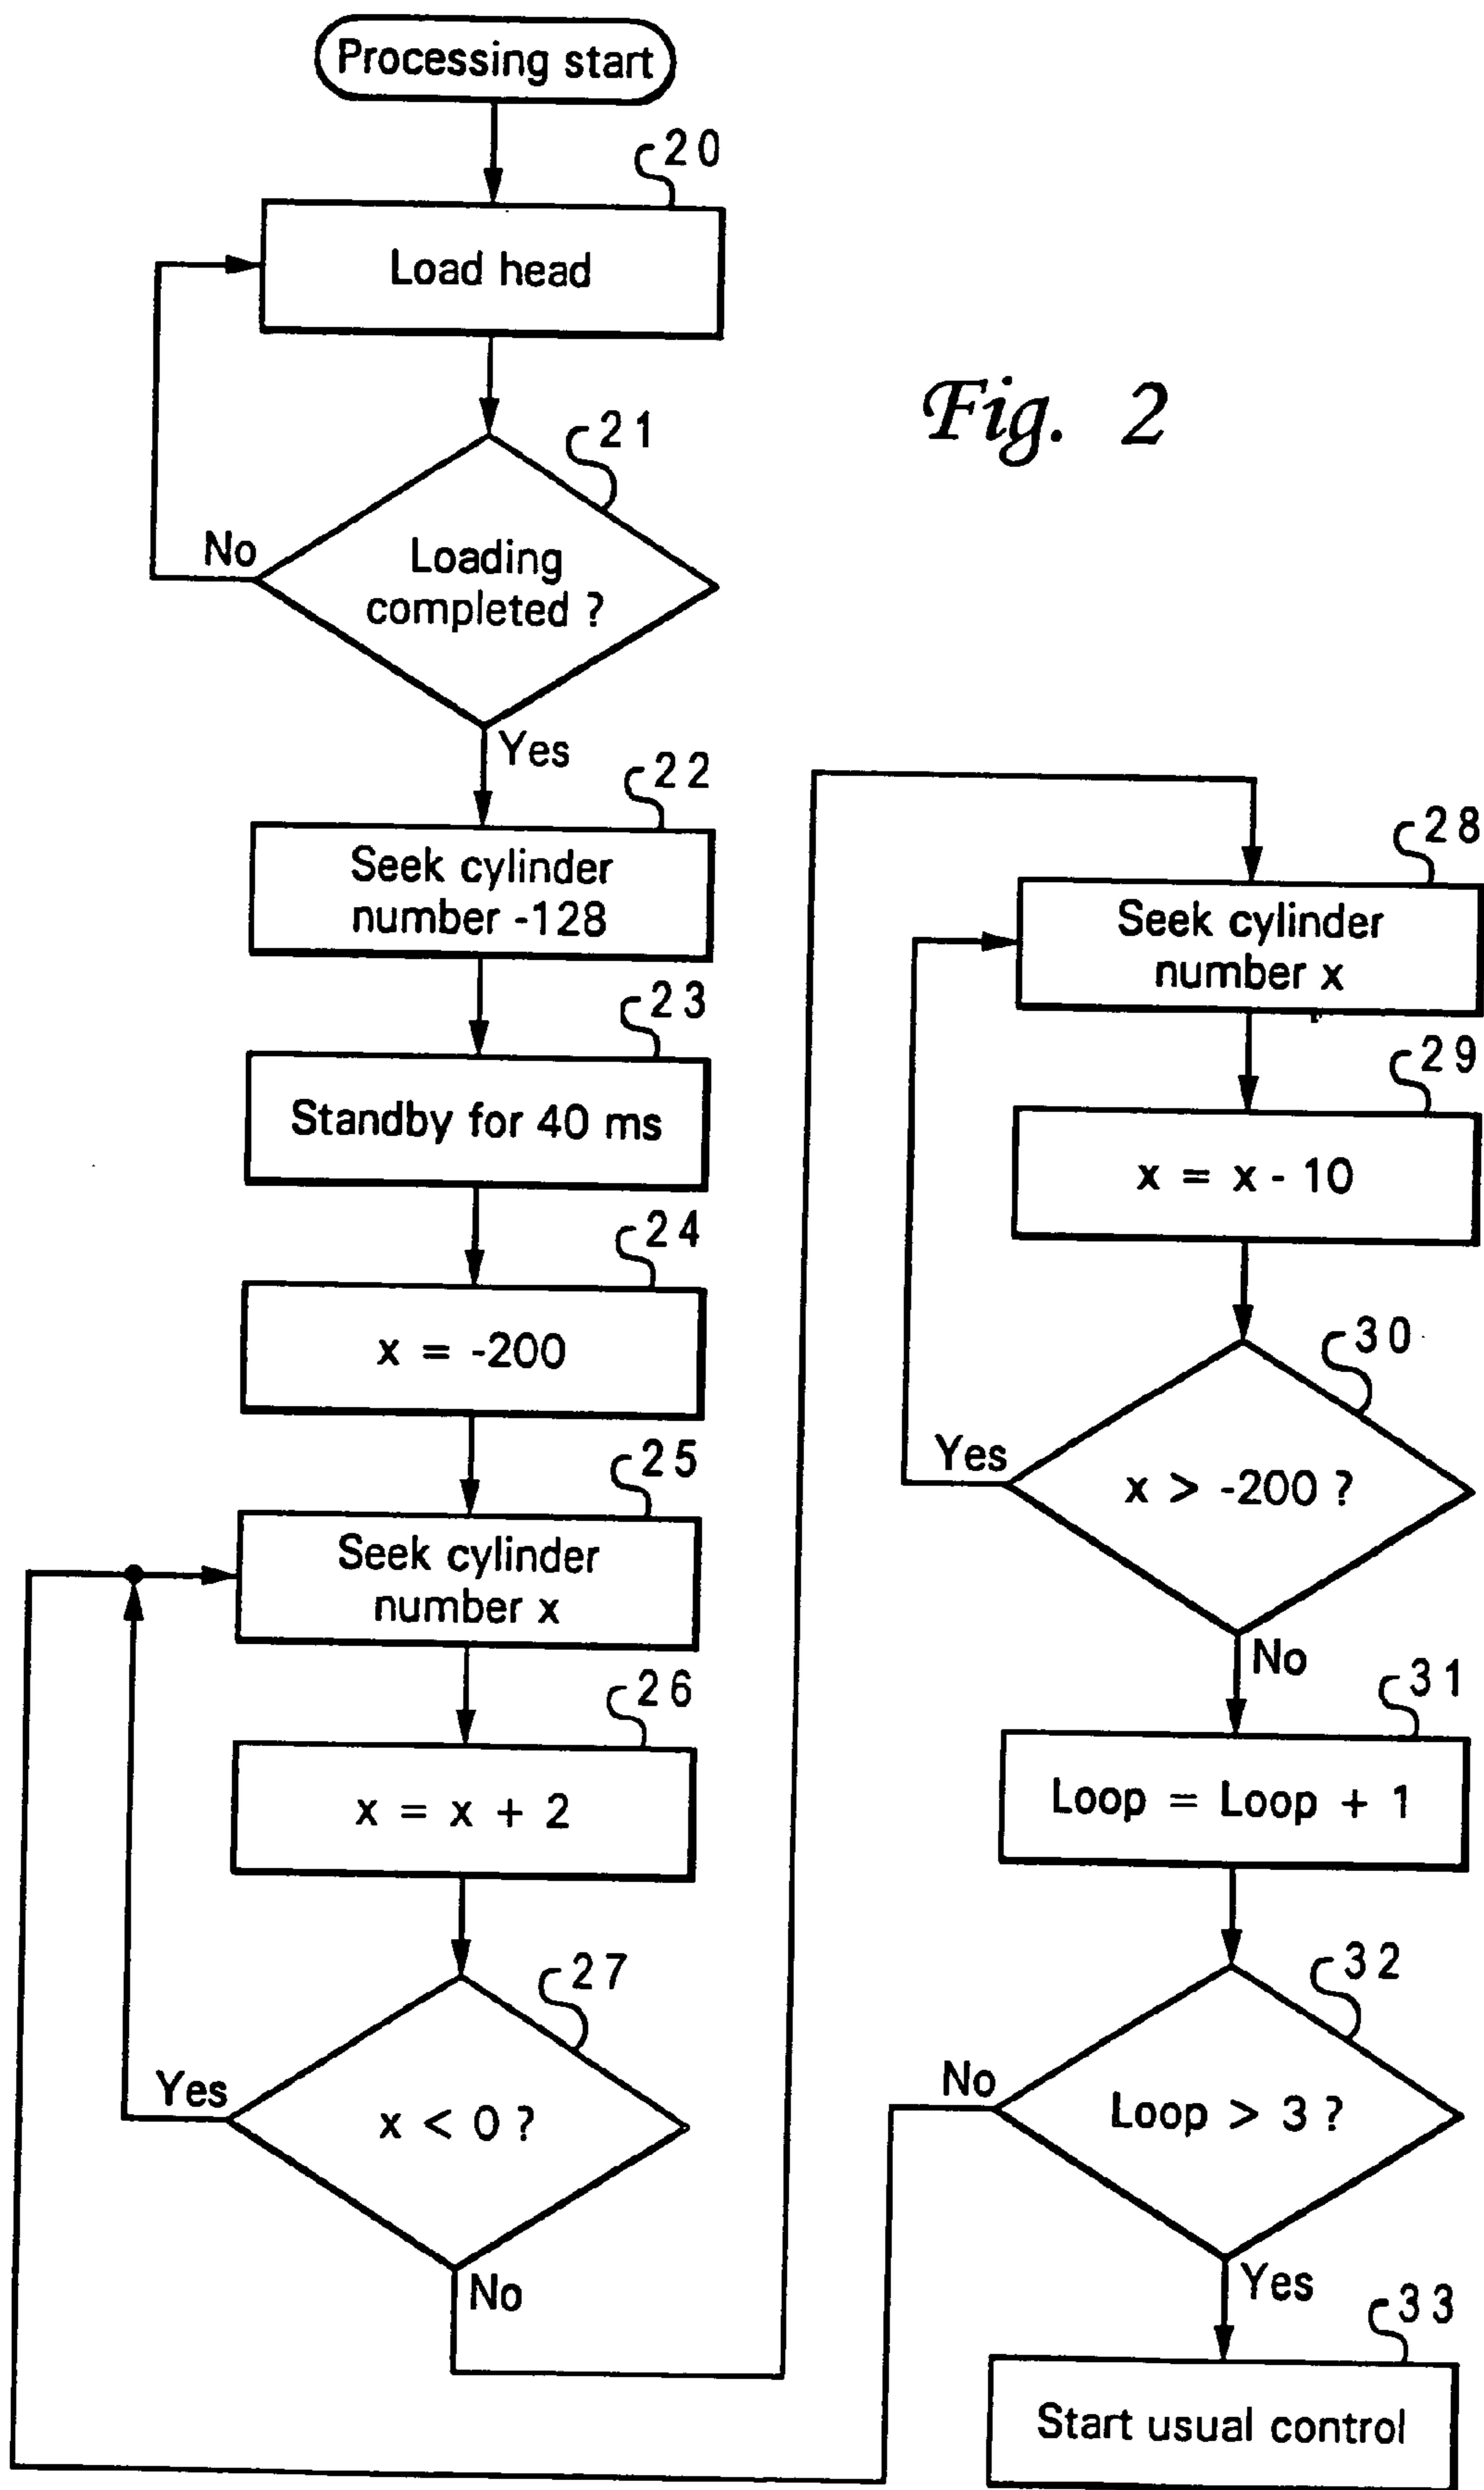 Processing start
20
Load head
Fig. 2
21
No
Loading
completed ?
Yes
22
Seek cylinder
number -128
23
Standby for 40 ms
24
x = -200
25
Seek cylinder
number x
26
x = x + 2
27
Yes
x < 0 ?
No
28
Seek cylinder
number x
29
x = x - 10
30
Yes
x > -200 ?
No
31
Loop = Loop + 1
32
No
Loop > 3 ?
Yes
33
Start usual control